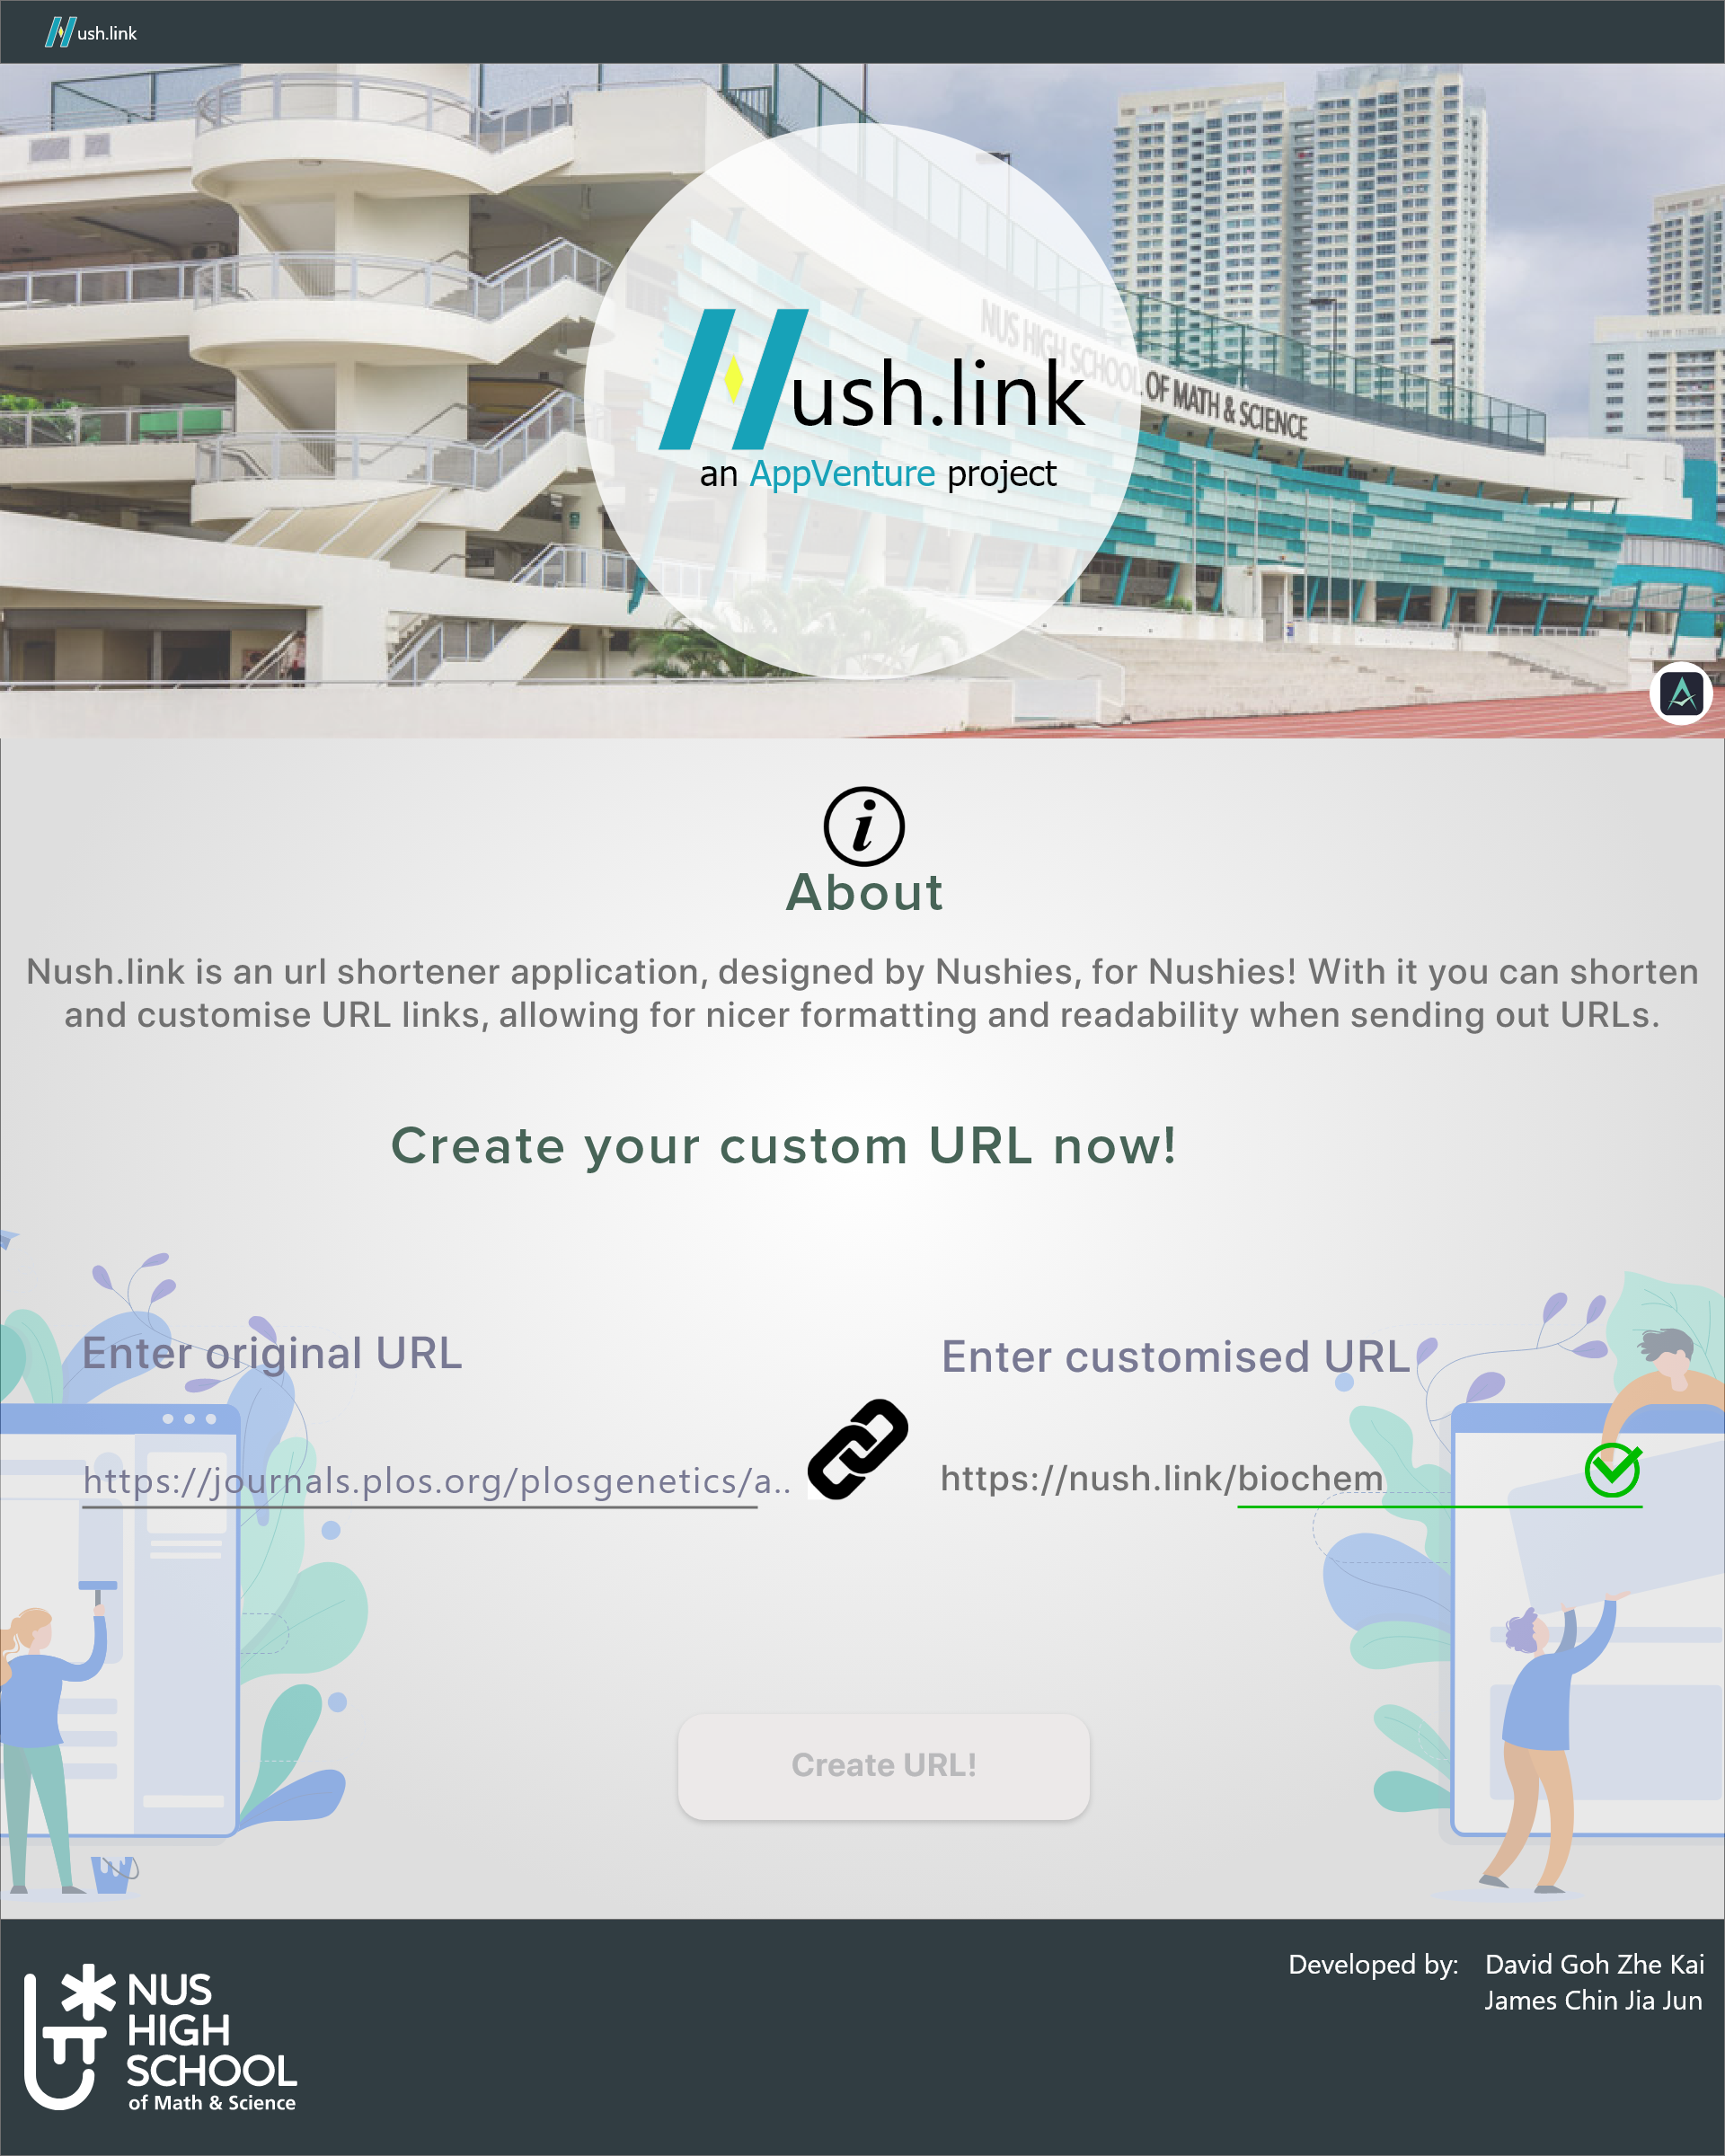 ush.link
NUS HIGH SCHOOL OF MATH & SCIENCE
ush.link
an AppVenture project
i
About
Nush.link is an url shortener application, designed by Nushies, for Nushies! With it you can shorten
and customise URL links, allowing for nicer formatting and readability when sending out URLs.
Create your custom URL now!
Enter original URL
Enter customised URL
https://journals.plos.org/plosgenetics/a..
https://nush.link/biochem
Create URL!
NUS
HIGH
SCHOOL
of Math & Science
Developed by: David Goh Zhe Kai
James Chin Jia Jun